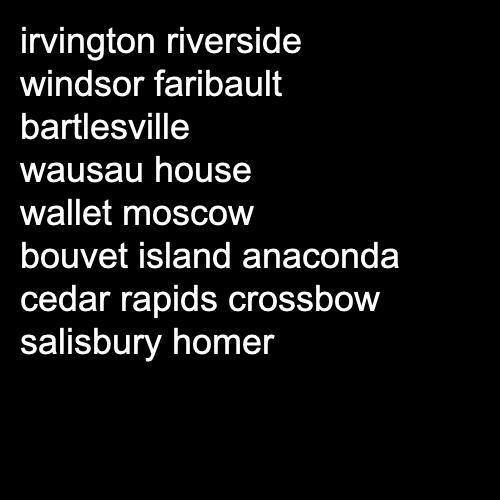 irvington riverside
windsor faribault
bartlesville
wausau house
wallet moscow
bouvet island anaconda
cedar rapids crossbow
salisbury homer